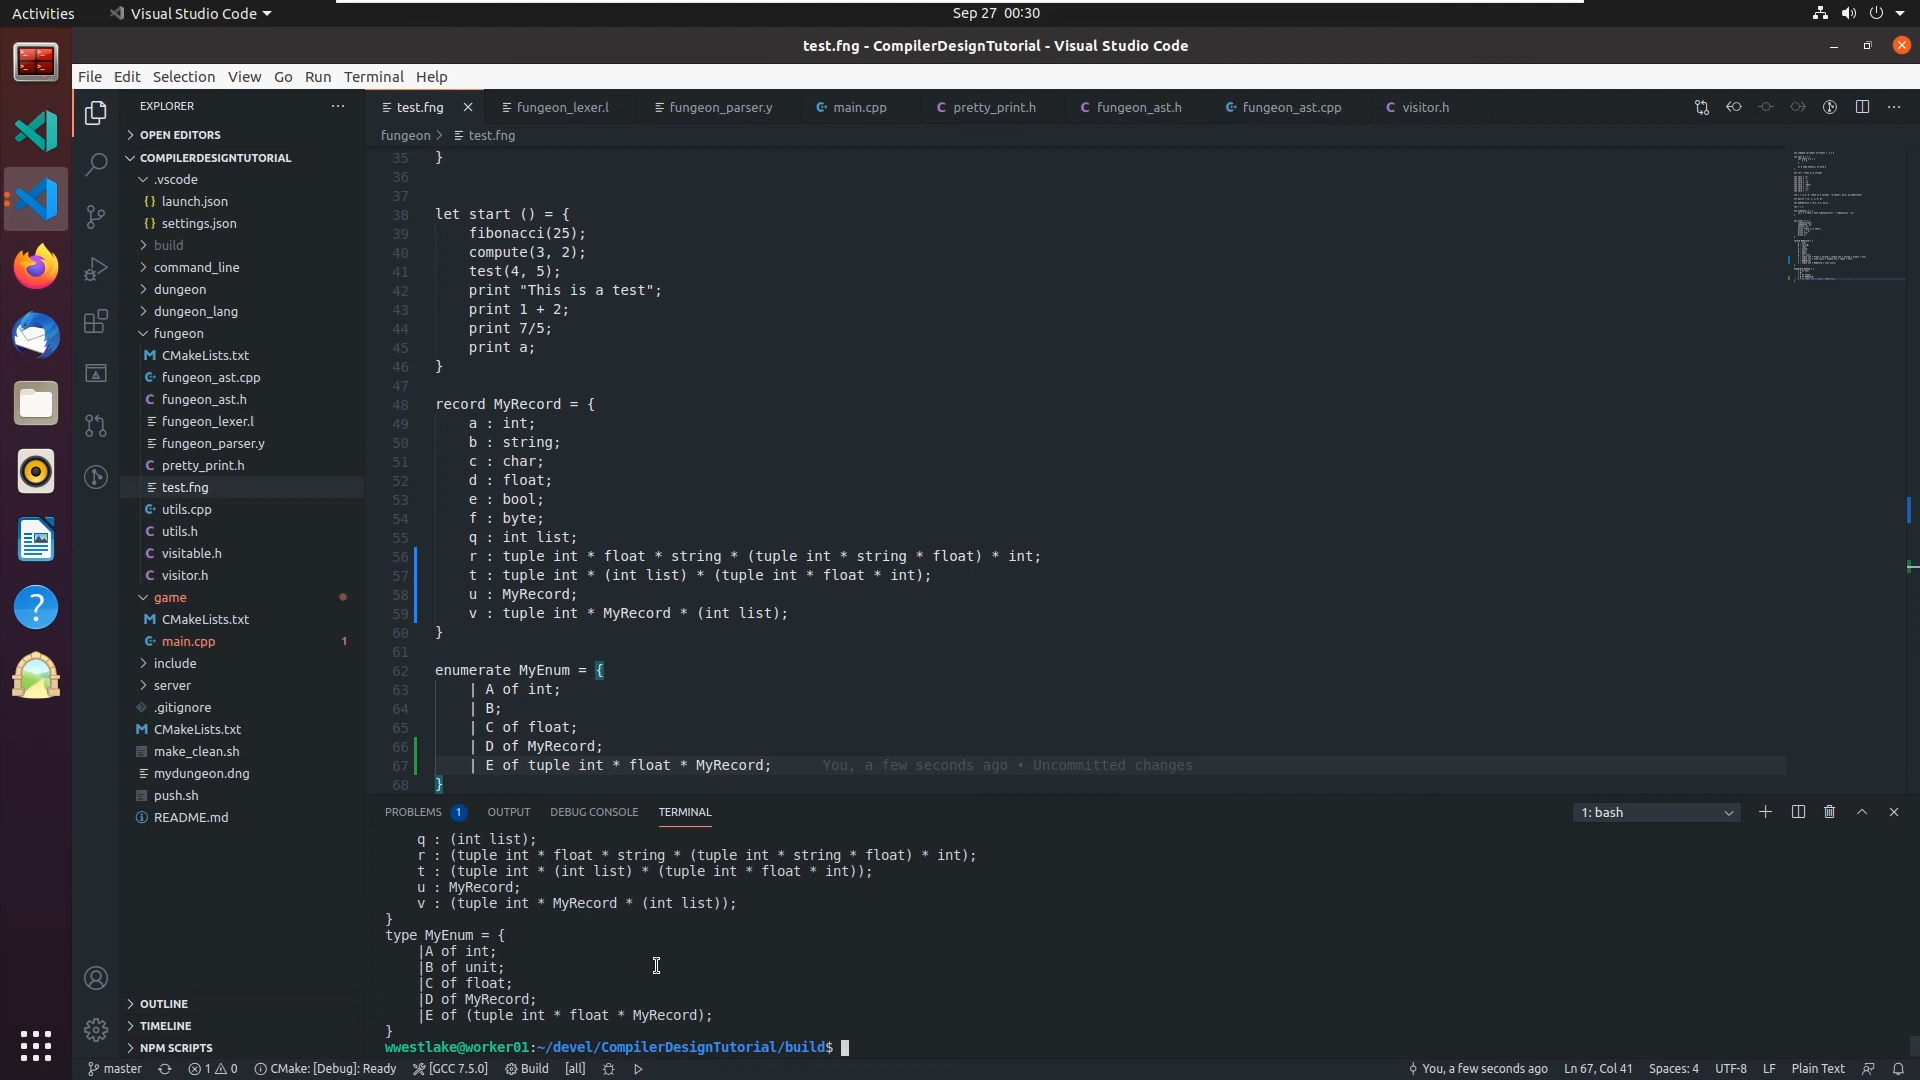 Activities
Visual Studio Code
Sep 27 00:30
test.fng - CompilerDesignTutorial - Visual Studio Code
File Edit Selection View Go Run Terminal Help
EXPLORER
OPEN EDITORS
COMPILERDESIGNTUTORIAL
.vscode
{} launch.json
{} settings.json
build
command_line
dungeon
dungeon_lang
fungeon
M CMakeLists.txt
fungeon_ast.cpp
C fungeon_ast.h
fungeon_lexer.l
fungeon_parser.y
C pretty_print.h
test.fng
utils.cpp
C utils.h
C visitable.h
C visitor.h
game
M CMakeLists.txt
main.cpp 1
include
server
.gitignore
M CMakeLists.txt
make_clean.sh
mydungeon.dng
push.sh
README.md
OUTLINE
TIMELINE
NPM SCRIPTS
test.fng fungeon_lexer.l fungeon_parser.y main.cpp C pretty_print.h C fungeon_ast.h fungeon_ast.cpp C visitor.h
fungeon > test.fng
35 }
36
37
38 let start () = {
39 fibonacci(25);
40 compute(3, 2);
41 test(4, 5);
42 print "This is a test";
43 print 1 + 2;
44 print 7/5;
45 print a;
46 }
47
48 record MyRecord = {
49 a : int;
50 b : string;
51 c : char;
52 d : float;
53 e : bool;
54 f : byte;
55 q : int list;
56 r : tuple int * float * string * (tuple int * string * float) * int;
57 t : tuple int * (int list) * (tuple int * float * int);
58 u : MyRecord;
59 v : tuple int * MyRecord * (int list);
60 }
61
62 enumerate MyEnum = {
63 | A of int;
64 | B;
65 | C of float;
66 | D of MyRecord;
67 | E of tuple int * float * MyRecord; You, a few seconds ago • Uncommitted changes
68 }
PROBLEMS 1 OUTPUT DEBUG CONSOLE TERMINAL
1: bash
q : (int list);
r : (tuple int * float * string * (tuple int * string * float) * int);
t : (tuple int * (int list) * (tuple int * float * int));
u : MyRecord;
v : (tuple int * MyRecord * (int list));
}
type MyEnum = {
|A of int;
|B of unit;
|C of float;
|D of MyRecord;
|E of (tuple int * float * MyRecord);
}
wwestlake@worker01:~/devel/CompilerDesignTutorial/build$
master 1 0 CMake: [Debug]: Ready [GCC 7.5.0] Build [all] You, a few seconds ago Ln 67, Col 41 Spaces: 4 UTF-8 LF Plain Text